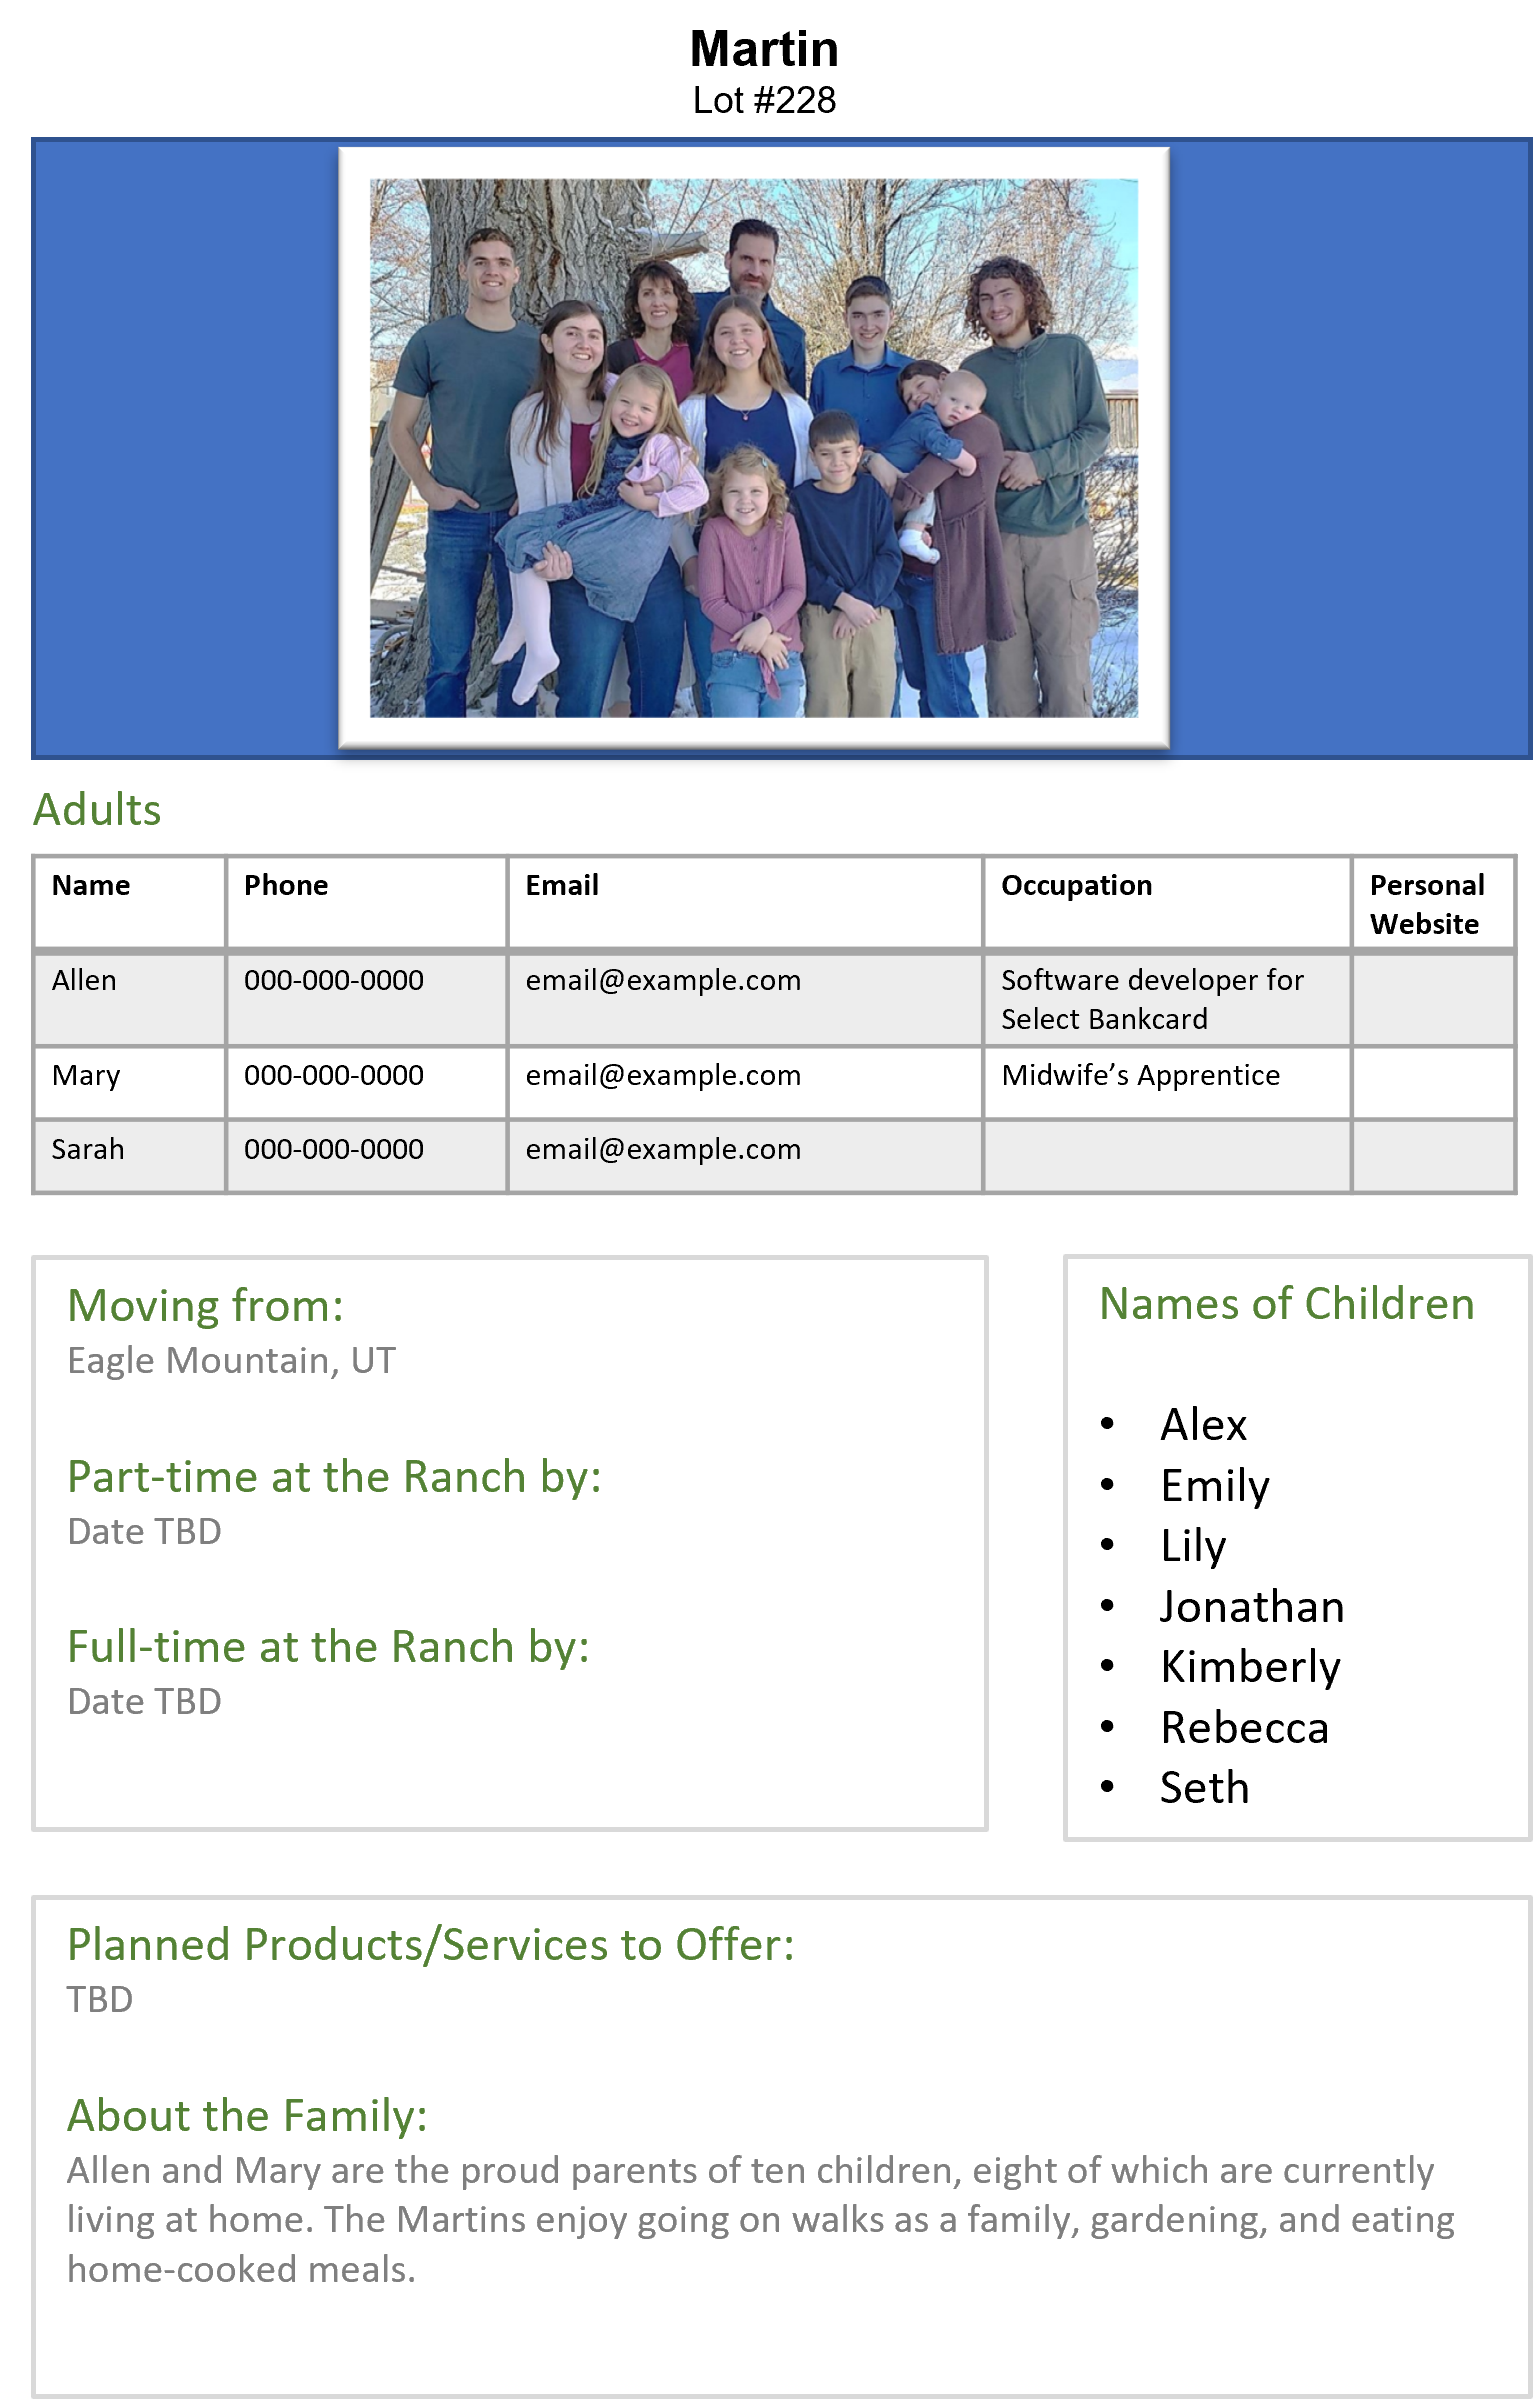 Martin
Lot #228
Adults
Name Phone Email Occupation Personal
Website
Allen 000-000-0000 email@example.com Software developer for
Select Bankcard
Mary 000-000-0000 email@example.com Midwife’s Apprentice
Sarah 000-000-0000 email@example.com
Moving from:
Eagle Mountain, UT
Part-time at the Ranch by:
Date TBD
Full-time at the Ranch by:
Date TBD
Names of Children
• Alex
• Emily
• Lily
• Jonathan
• Kimberly
• Rebecca
• Seth
Planned Products/Services to Offer:
TBD
About the Family:
Allen and Mary are the proud parents of ten children, eight of which are currently
living at home. The Martins enjoy going on walks as a family, gardening, and eating
home-cooked meals.